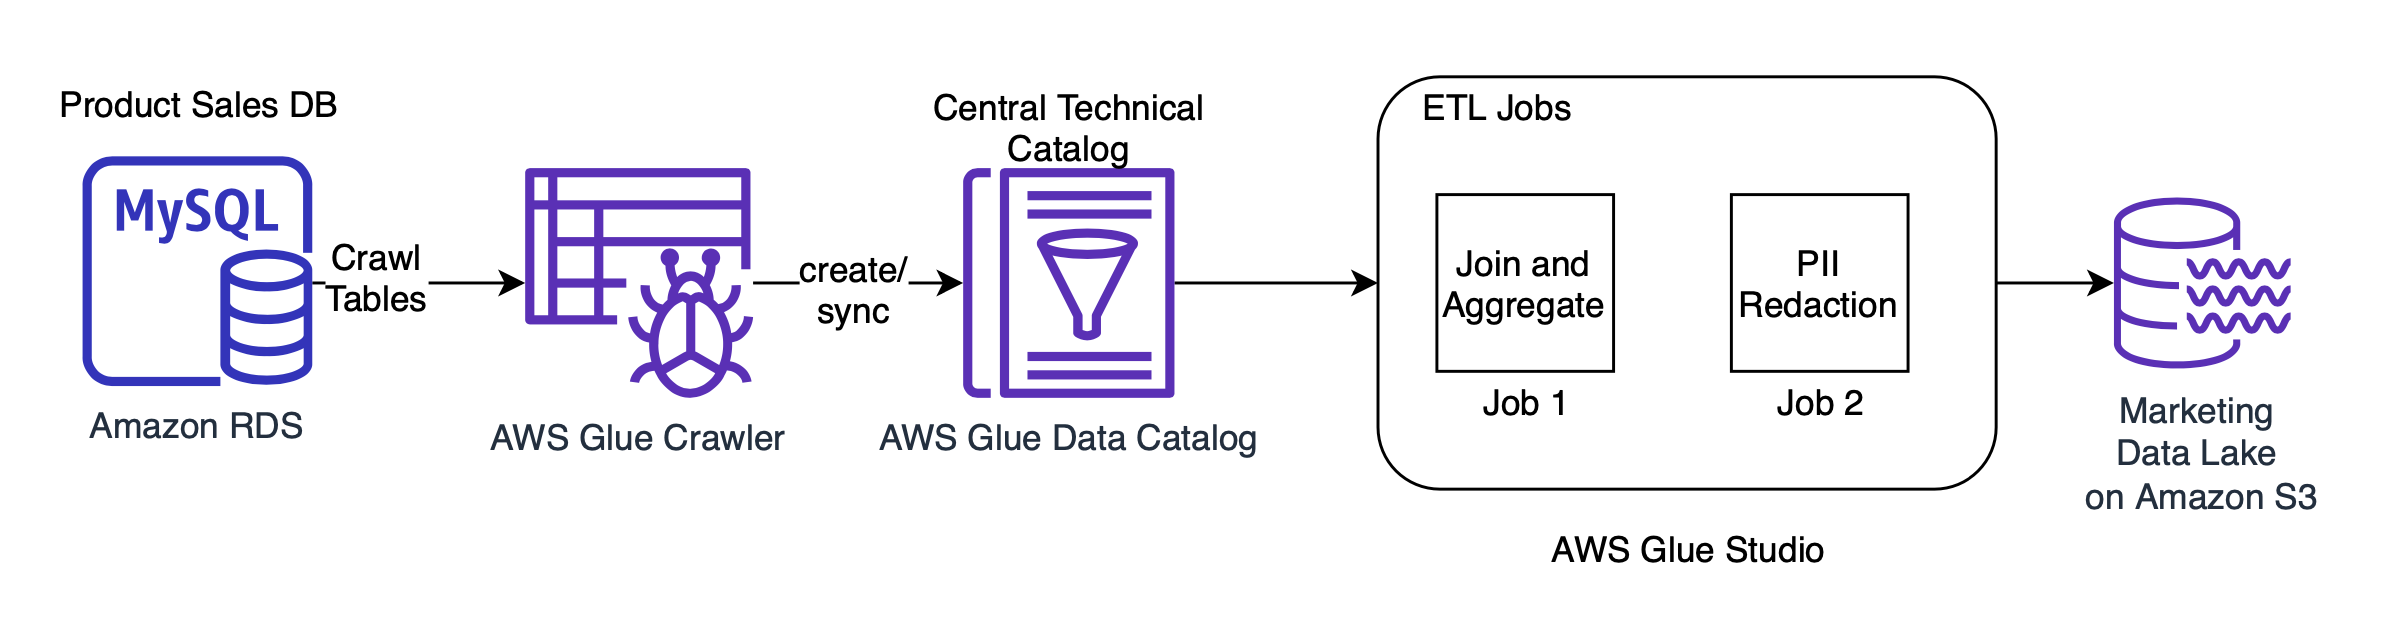 Product Sales DB
MySQL
Amazon RDS
Crawl
Tables
AWS Glue Crawler
create/
sync
Central Technical
Catalog
AWS Glue Data Catalog
ETL Jobs
Join and
Aggregate
Job 1
PII
Redaction
Job 2
AWS Glue Studio
Marketing
Data Lake
on Amazon S3